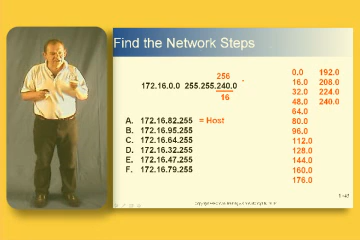 Find the Network Steps
256
172.16.0.0 255.255.240.0
16
A. 172.16.82.255 = Host
B. 172.16.95.255
C. 172.16.64.255
D. 172.16.32.255
E. 172.16.47.255
F. 172.16.79.255
0.0 192.0
16.0 208.0
32.0 224.0
48.0 240.0
64.0
80.0
96.0
112.0
128.0
144.0
160.0
176.0